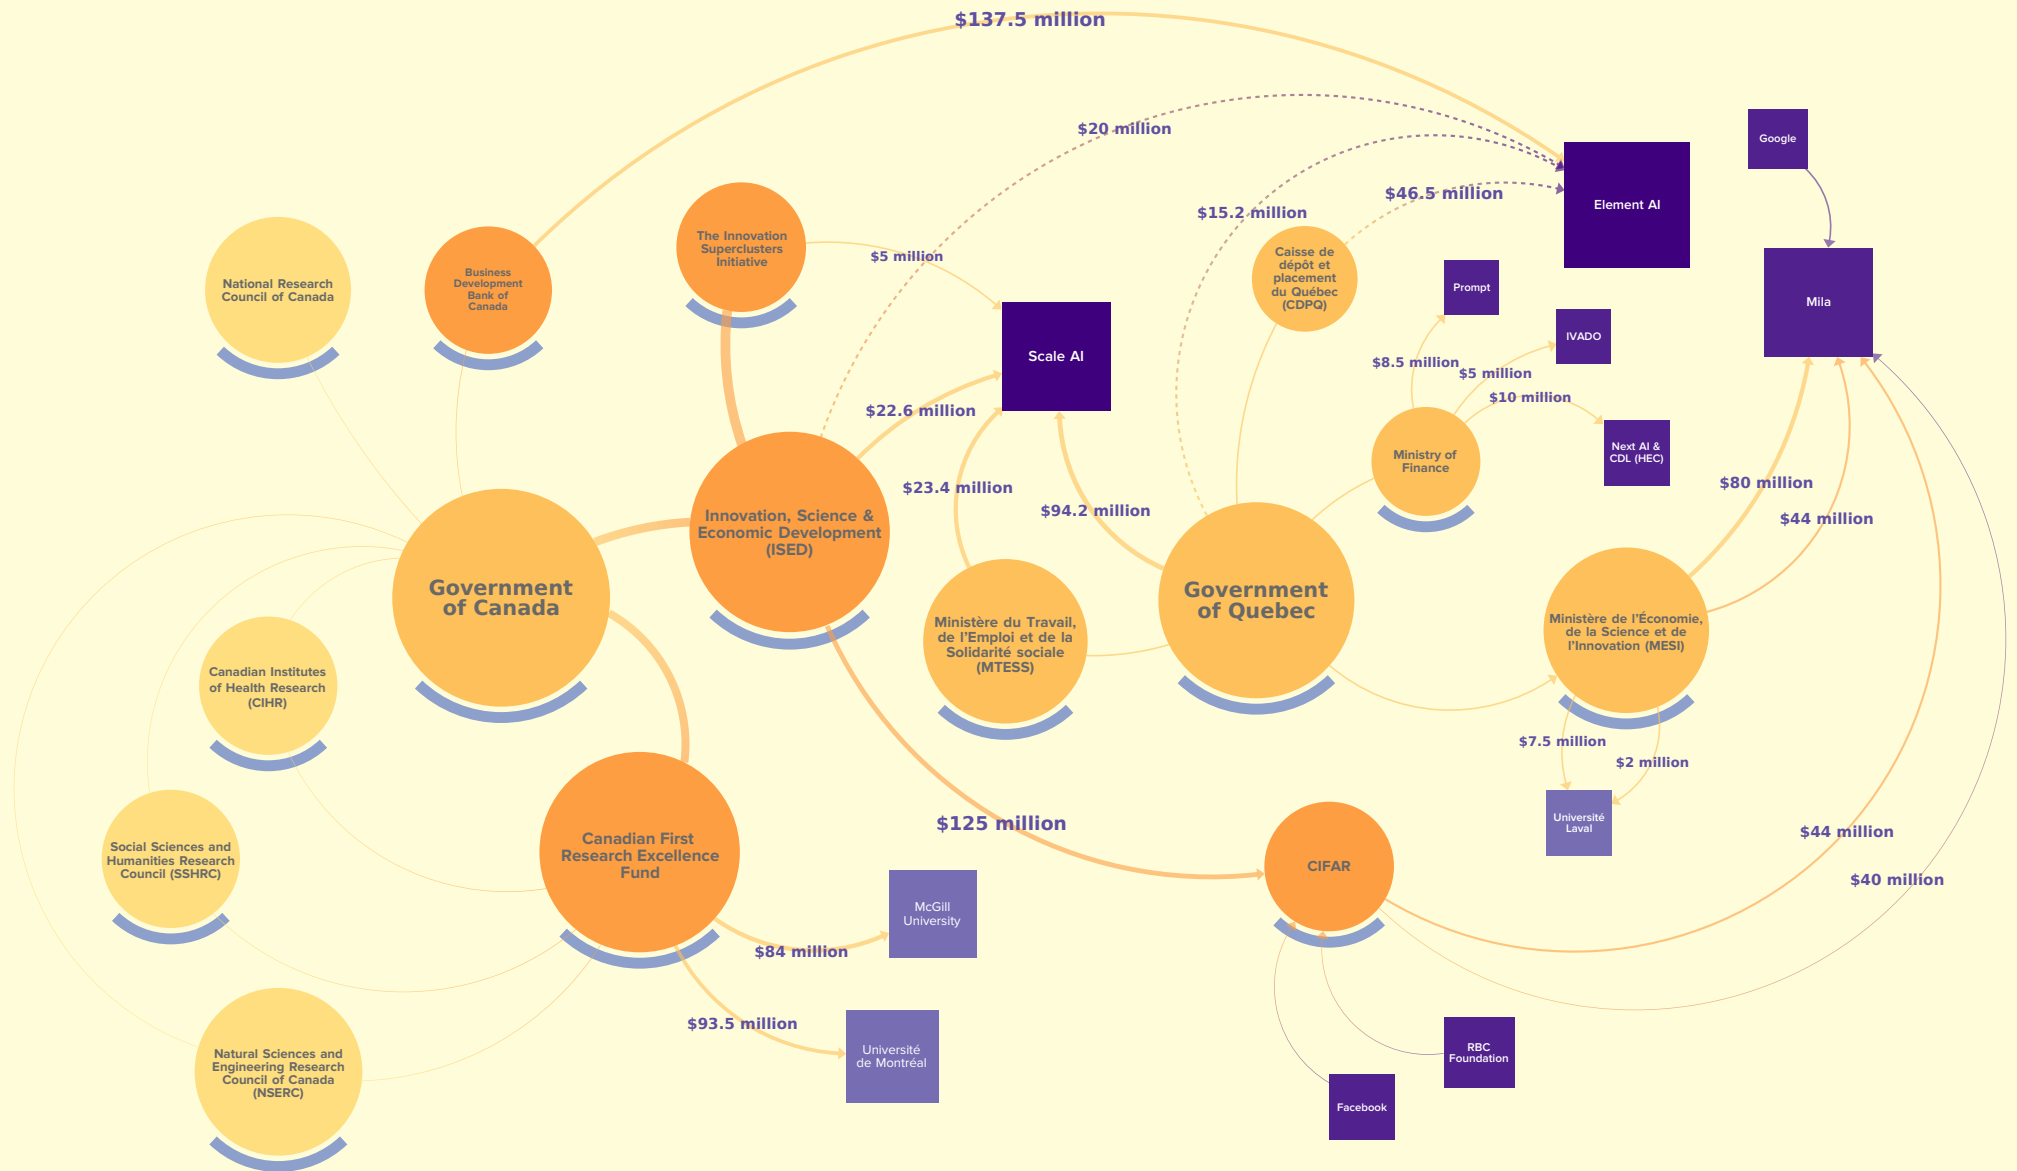 $137.5 million
$20 million
Google
$46.5 million
Element AI
$15.2 million
The Innovation
Superclusters
Initiative
$5 million
Caisse de
dépôt et
placement
du Québec
(CDPQ)
National Research
Council of Canada
Business
Development
Bank of
Canada
Prompt
Mila
IVADO
Scale AI
$8.5 million
$5 million
$10 million
$22.6 million
Next AI &
CDL (HEC)
Ministry of
Finance
$23.4 million
$94.2 million
$80 million
$44 million
Innovation, Science &
Economic Development
(ISED)
Government
of Canada
Government
of Quebec
Ministère du Travail,
de l'Emploi et de la
Solidarité sociale
(MTESS)
Ministère de l'Économie,
de la Science et de
l'Innovation (MESI)
Canadian Institutes
of Health Research
(CIHR)
$7.5 million
$2 million
Université
Laval
$125 million
$44 million
Social Sciences and
Humanities Research
Council (SSHRC)
Canadian First
Research Excellence
Fund
CIFAR
$40 million
McGill
University
$84 million
$93.5 million
Université
de Montréal
Natural Sciences and
Engineering Research
Council of Canada
(NSERC)
RBC
Foundation
Facebook